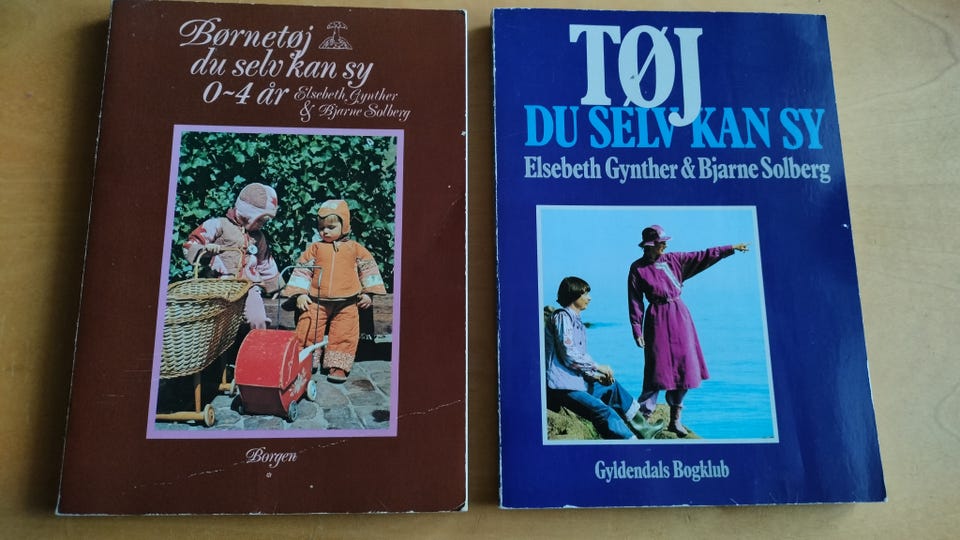 Børnetøj
du selv kan sy
0~4 år Elsebeth Gynther
& Bjarne Solberg
Borgen
TØJ
DU SELV KAN SY
Elsebeth Gynther & Bjarne Solberg
Gyldendals Bogklub